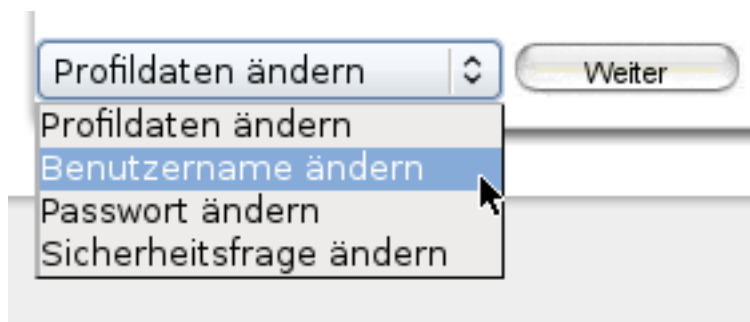 Profildaten ändern Weiter
Profildaten ändern
Benutzername ändern
Passwort ändern
Sicherheitsfrage ändern